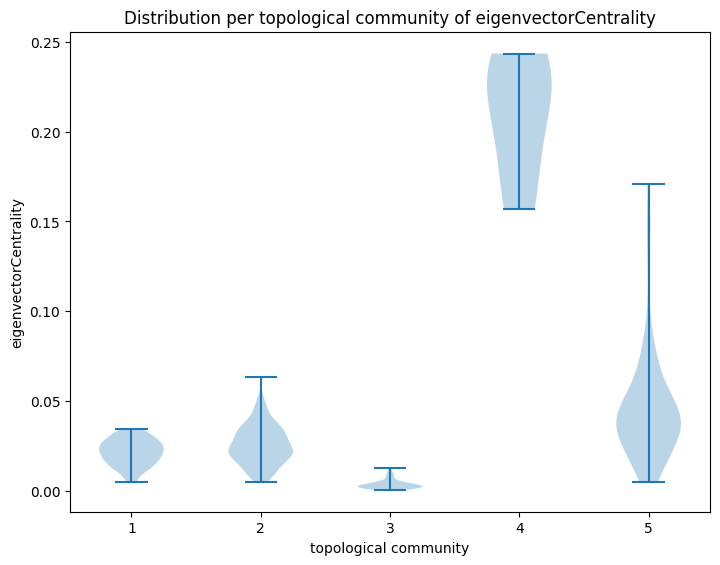 Distribution per topological community of eigenvectorCentrality
0.25
0.20
0.15
0.10
0.05
0.00
eigenvectorCentrality
1 2 3 4 5
topological community